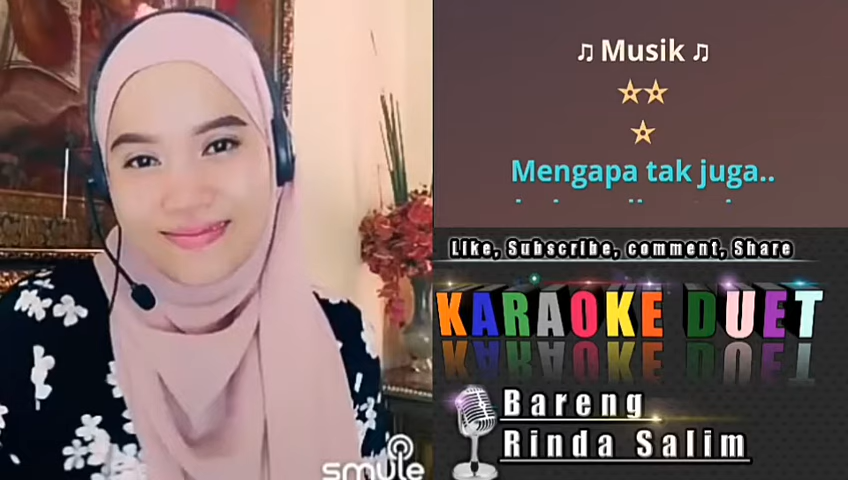 ♫ Musik ♫
Mengapa tak juga..
Like, Subscribe, comment, Share
KARAOKE DUET
Bareng
Rinda Salim
smule